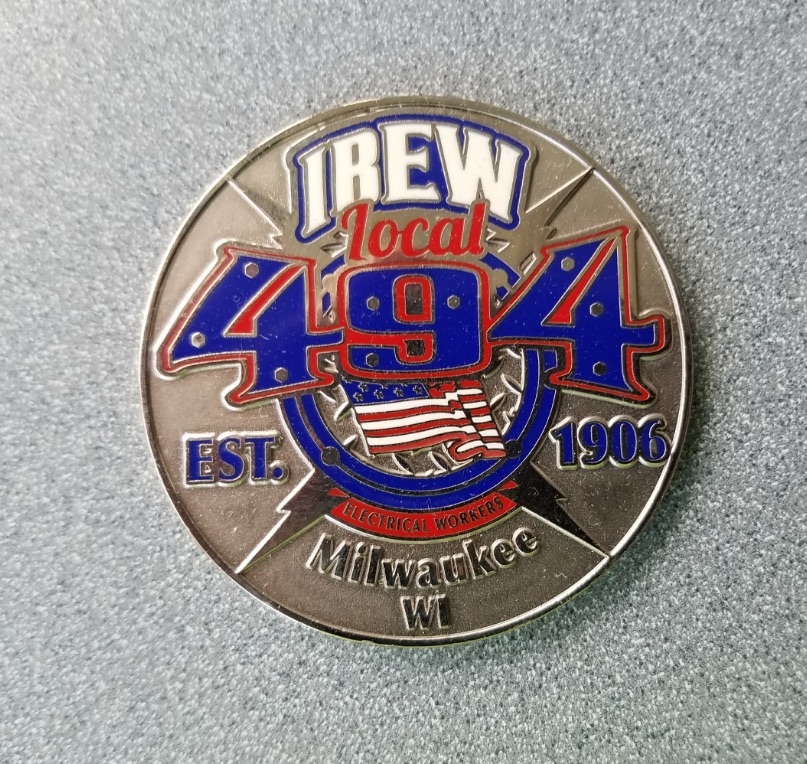 IBEW
local
494
EST. 1906
ELECTRICAL WORKERS
Milwaukee
WI